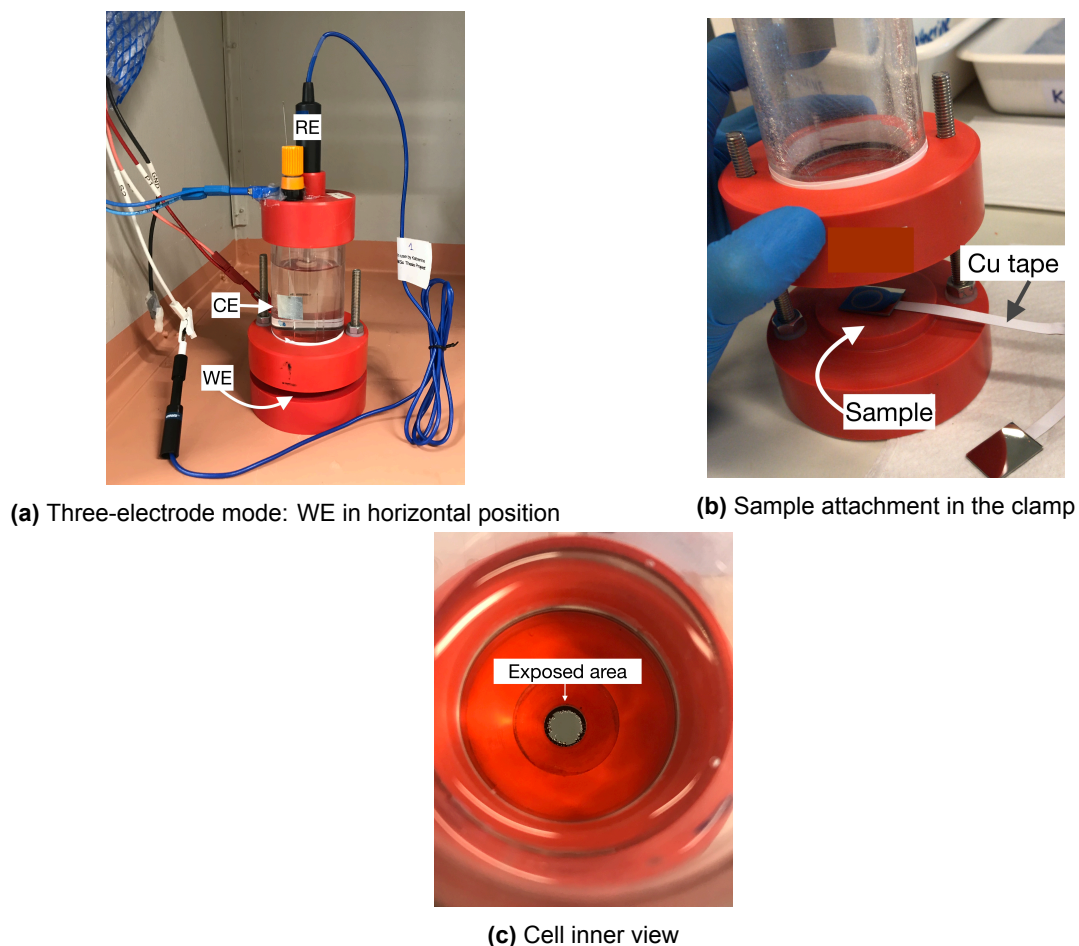 RE
CE
WE
1
(a) Three-electrode mode: WE in horizontal position
Cu tape
Sample
(b) Sample attachment in the clamp
Exposed area
(c) Cell inner view